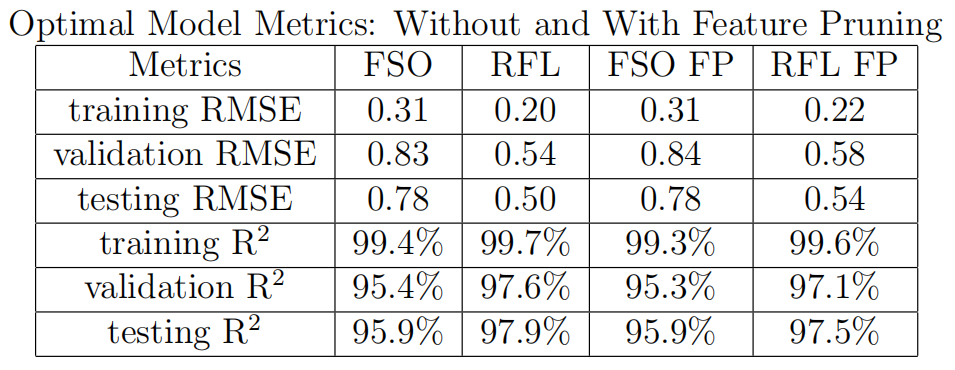 Optimal Model Metrics: Without and With Feature Pruning
Metrics FSO RFL FSO FP RFL FP
training RMSE 0.31 0.20 0.31 0.22
validation RMSE 0.83 0.54 0.84 0.58
testing RMSE 0.78 0.50 0.78 0.54
training R² 99.4% 99.7% 99.3% 99.6%
validation R² 95.4% 97.6% 95.3% 97.1%
testing R² 95.9% 97.9% 95.9% 97.5%